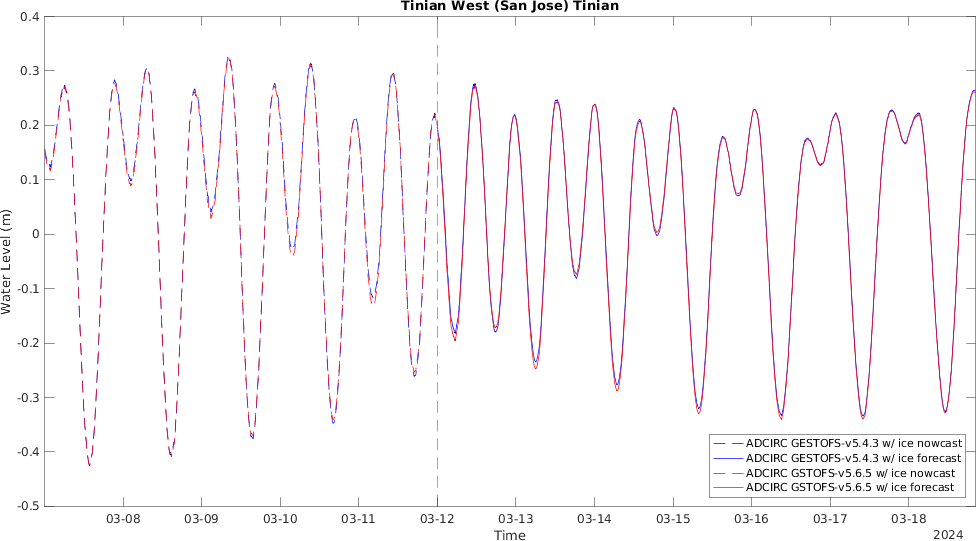 Tinian West (San Jose) Tinian
0.4
0.3
0.2
0.1
0
-0.1
-0.2
-0.3
-0.4
-0.5
Water Level (m)
ADCIRC GESTOFS-v5.4.3 w/ ice nowcast
ADCIRC GESTOFS-v5.4.3 w/ ice forecast
ADCIRC GSTOFS-v5.6.5 w/ ice nowcast
ADCIRC GSTOFS-v5.6.5 w/ ice forecast
03-08 03-09 03-10 03-11 03-12 03-13 03-14 03-15 03-16 03-17 03-18
Time
2024